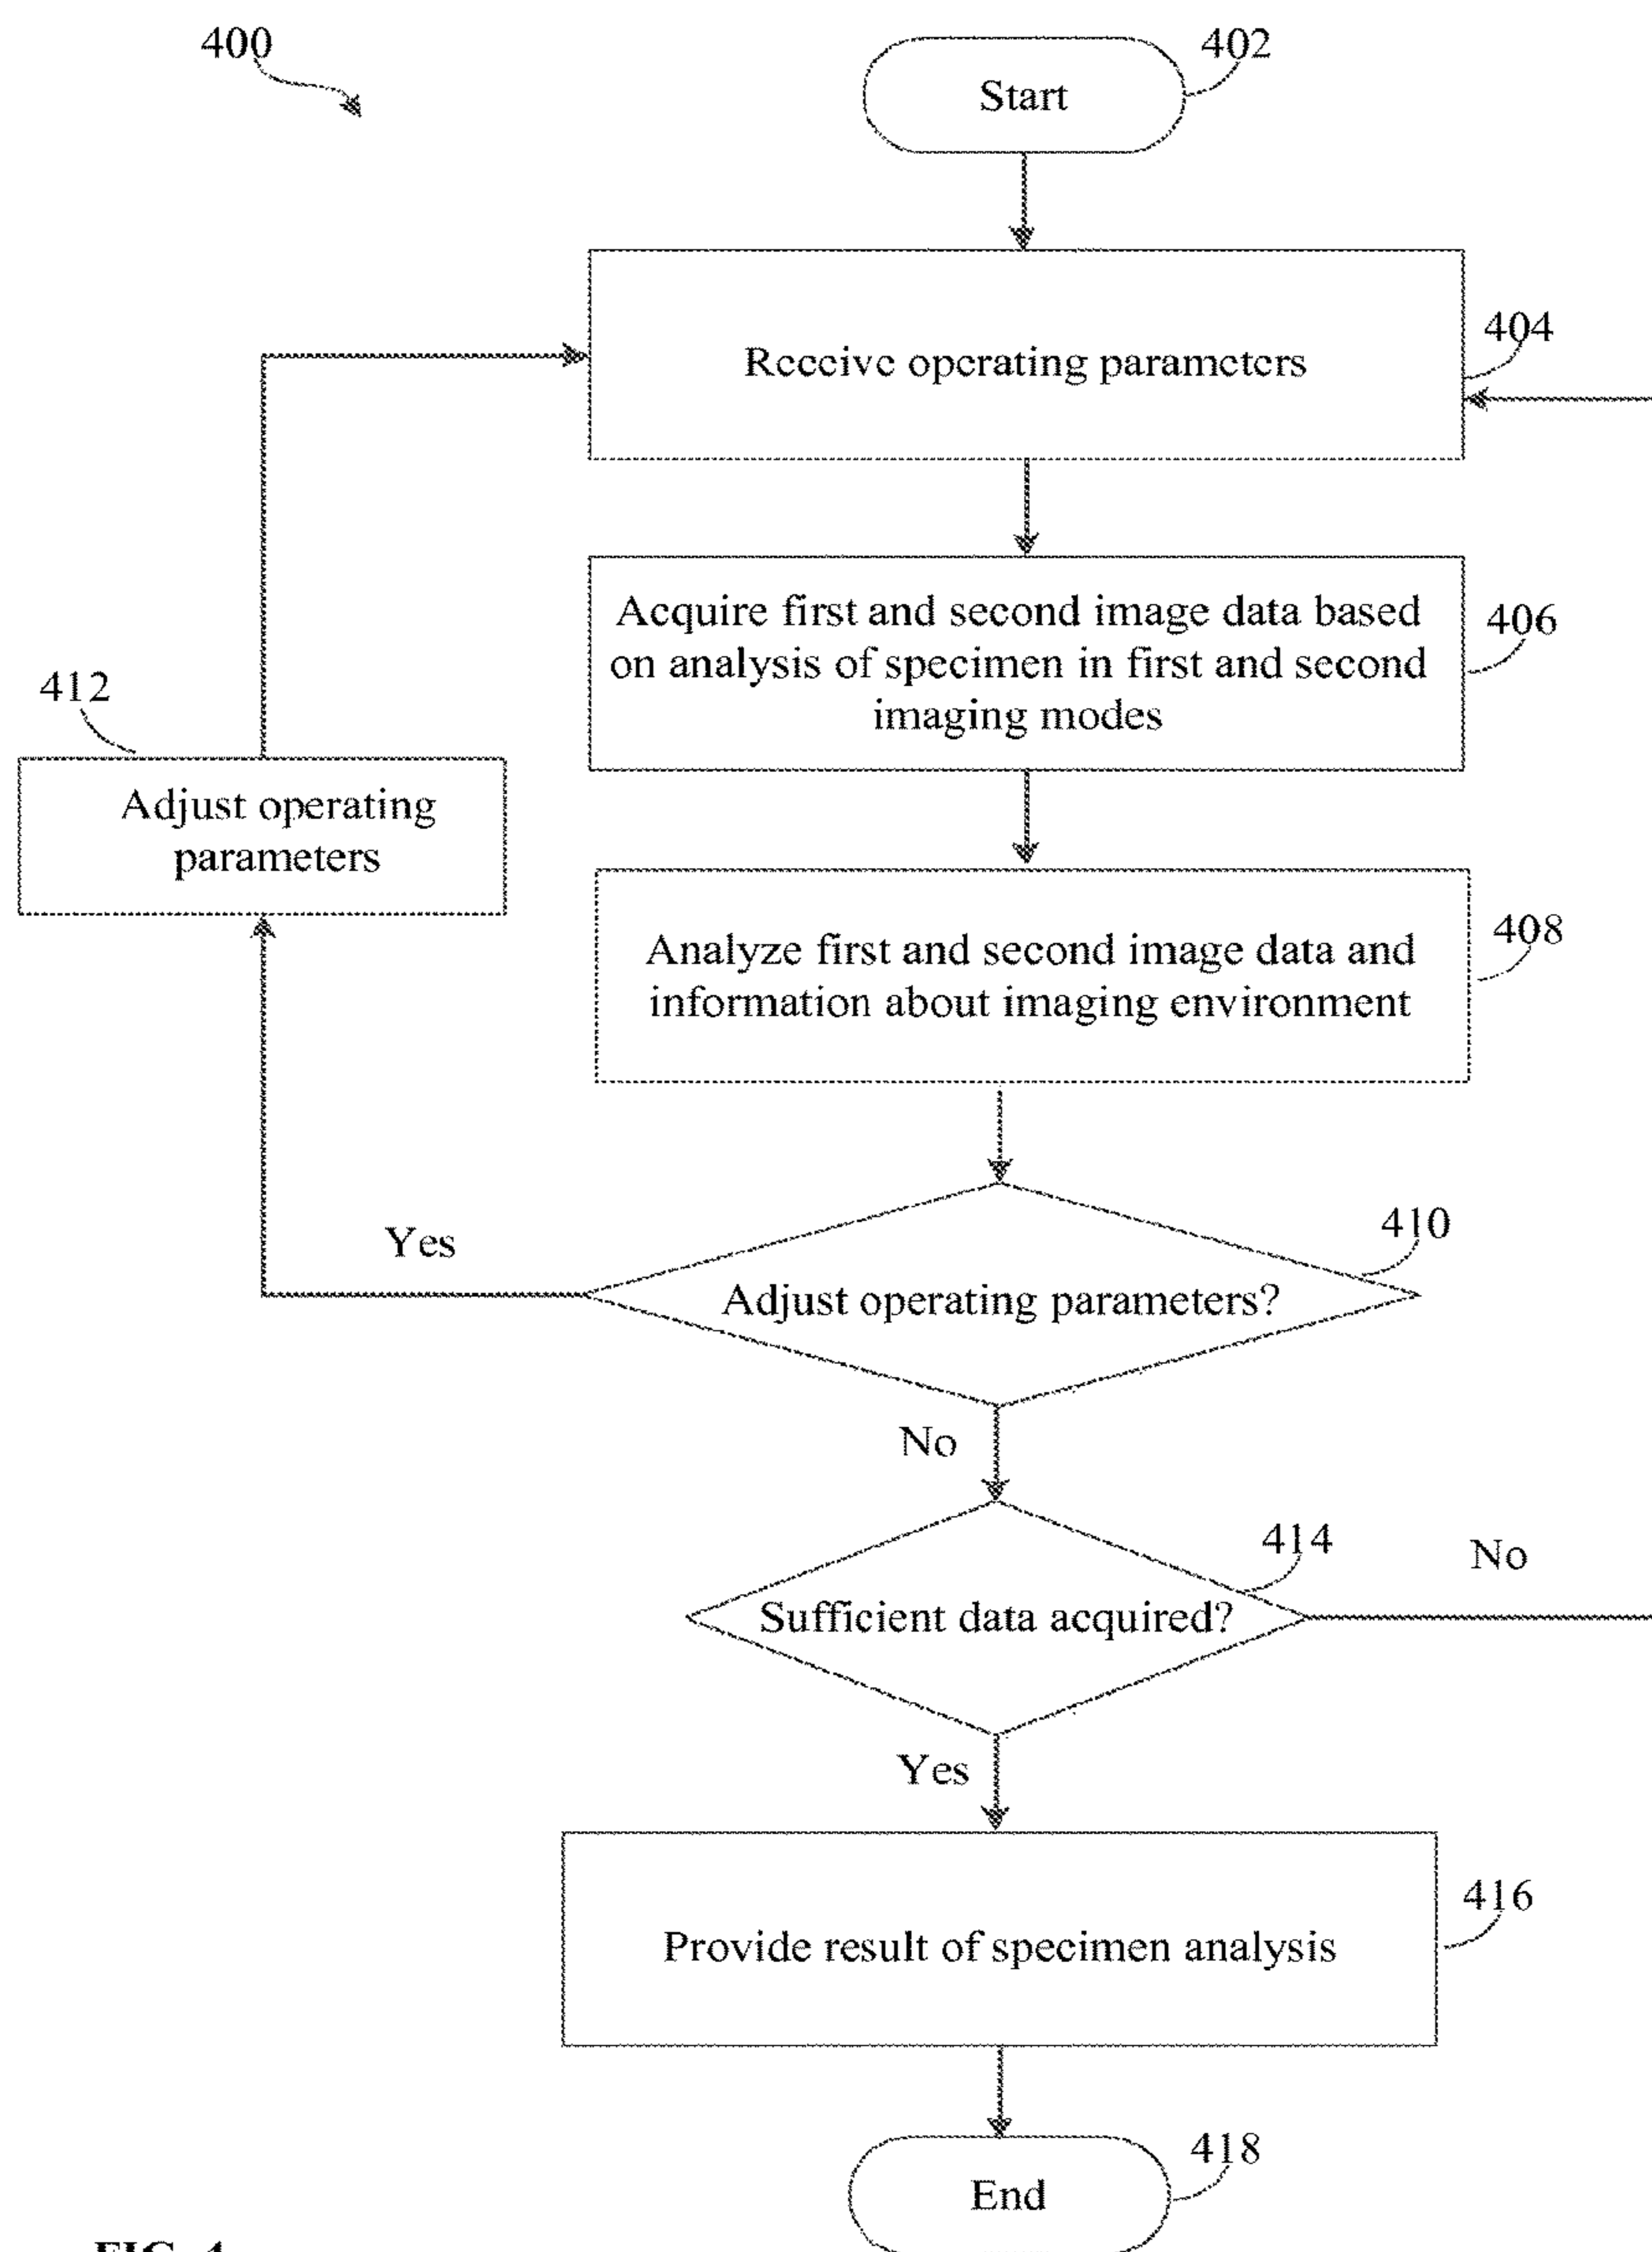 400
402
Start
404
Receive operating parameters
Acquire first and second image data based
on analysis of specimen in first and second
imaging modes
406
412
Adjust operating
parameters
408
Analyze first and second image data and
information about imaging environment
410
Yes
Adjust operating parameters?
No
414
No
Sufficient data acquired?
Yes
416
Provide result of specimen analysis
418
End
FIG. 4